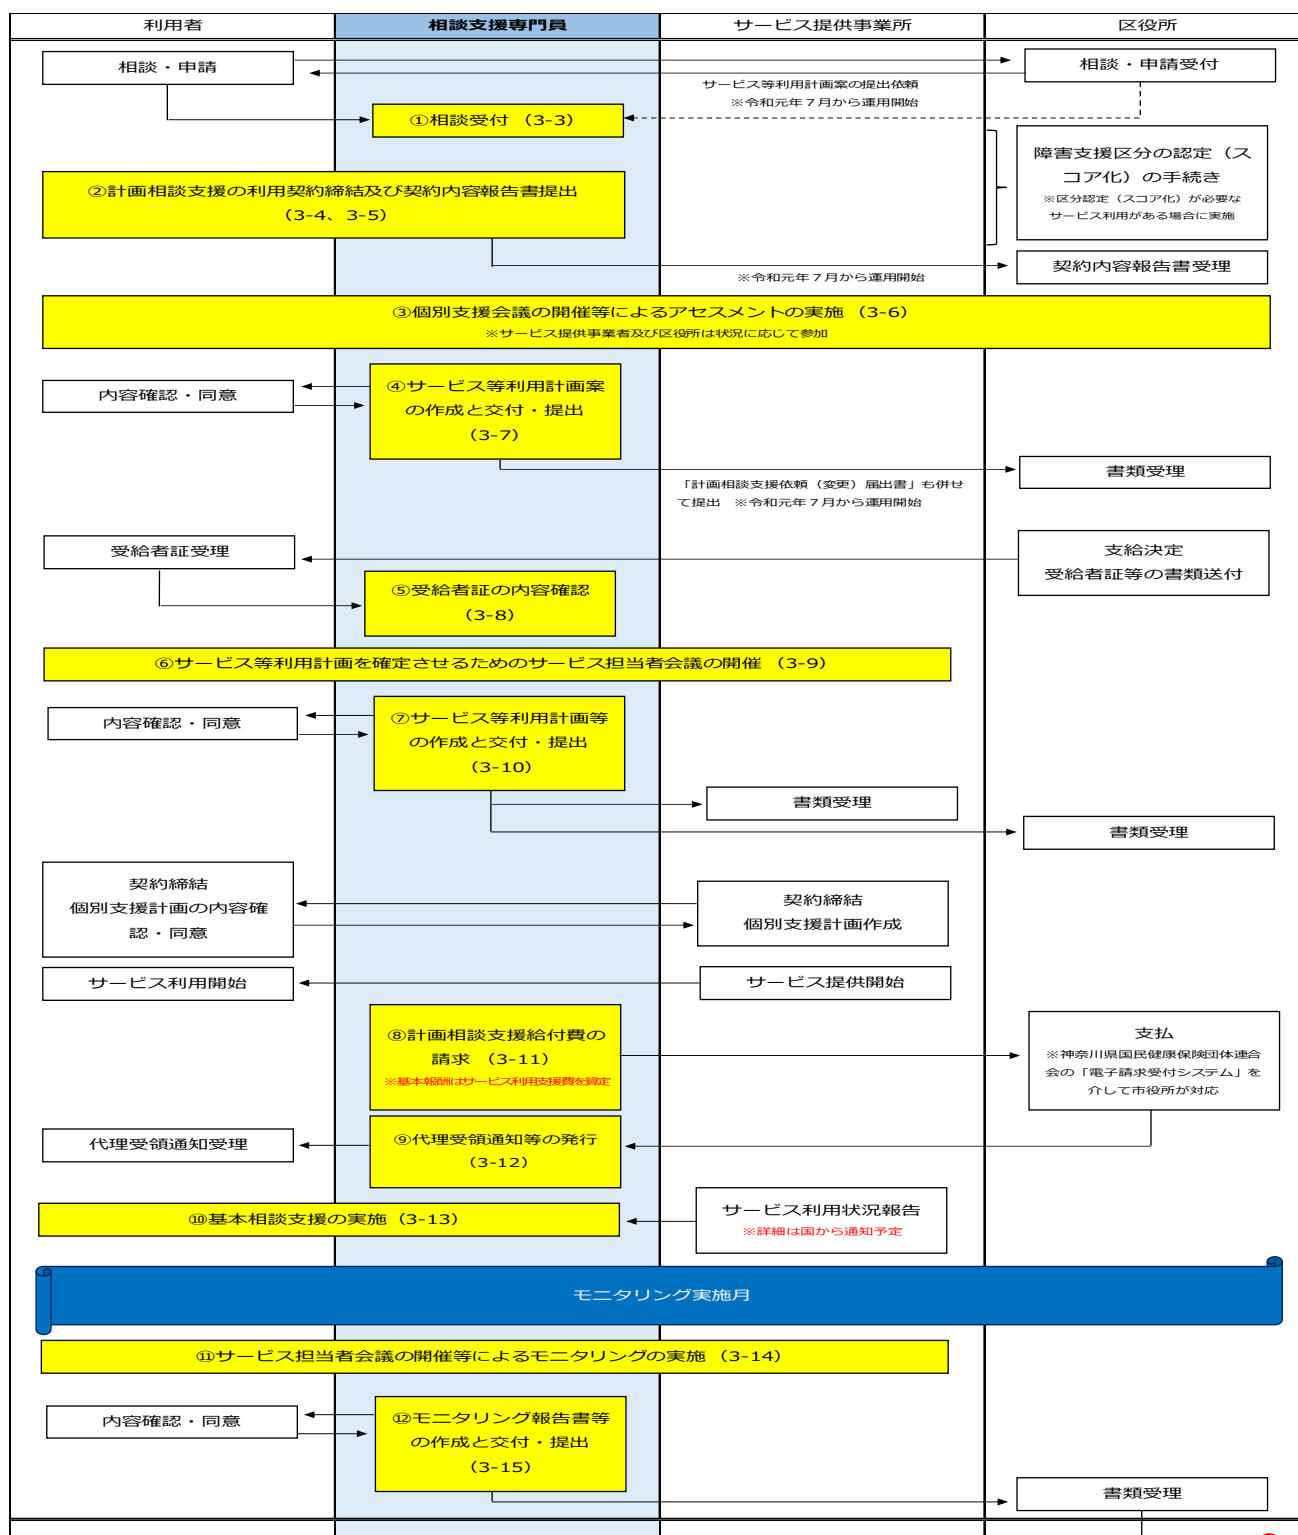 利用者
相談支援専門員
サービス提供事業所
区役所
相談・申請
相談・申請受付
サービス等利用計画案の提出依頼
※令和元年７月から運用開始
①相談受付 （3-3）
障害支援区分の認定（ス
コア化）の手続き
※区分認定（スコア化）が必要な
サービス利用がある場合に実施
②計画相談支援の利用契約締結及び契約内容報告書提出
（3-4、3-5）
契約内容報告書受理
※令和元年７月から運用開始
③個別支援会議の開催等によるアセスメントの実施 （3-6）
※サービス提供事業者及び区役所は状況に応じて参加
内容確認・同意
④サービス等利用計画案
の作成と交付・提出
（3-7）
書類受理
「計画相談支援依頼（変更）届出書」も併せ
て提出　※令和元年７月から運用開始
受給者証受理
支給決定
受給者証等の書類送付
⑤受給者証の内容確認
（3-8）
⑥サービス等利用計画を確定させるためのサービス担当者会議の開催 （3-9）
内容確認・同意
⑦サービス等利用計画等
の作成と交付・提出
（3-10）
書類受理
書類受理
契約締結
個別支援計画の内容確
認・同意
契約締結
個別支援計画作成
サービス利用開始
サービス提供開始
⑧計画相談支援給付費の
請求 （3-11）
※基本報酬はサービス利用支援費を算定
支払
※神奈川県国民健康保険団体連合
会の「電子請求受付システム」を
介して市役所が対応
代理受領通知受理
⑨代理受領通知等の発行
（3-12）
⑩基本相談支援の実施（3-13）
サービス利用状況報告
※詳細は国から通知予定
モニタリング実施月
⑪サービス担当者会議の開催等によるモニタリングの実施 （3-14）
内容確認・同意
⑫モニタリング報告書等
の作成と交付・提出
（3-15）
書類受理